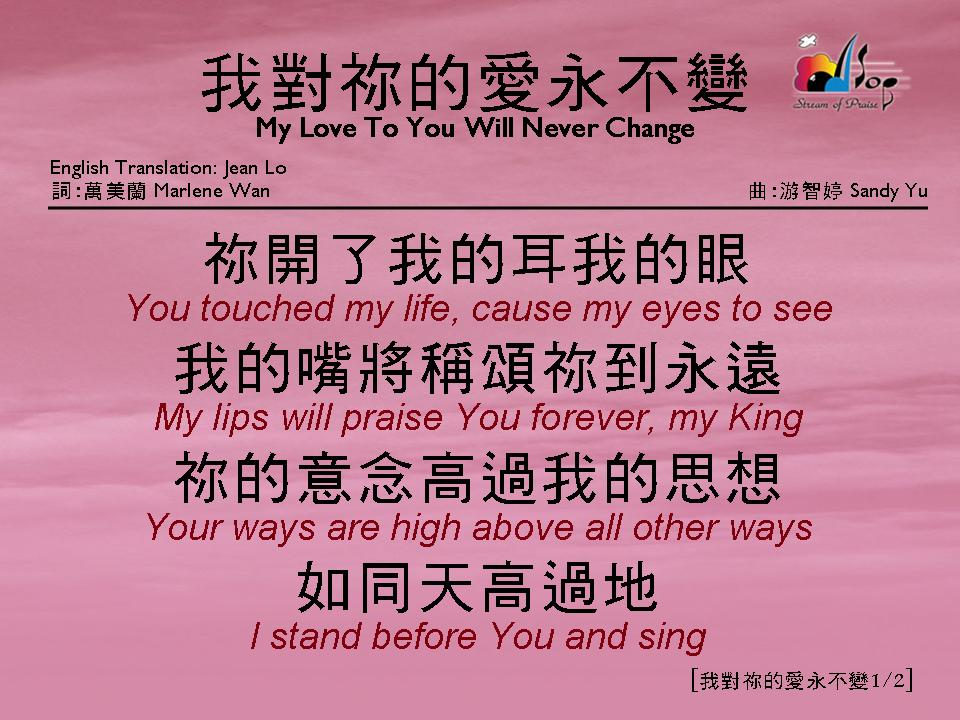 我對祢的愛永不變
My Love To You Will Never Change
SOP
Stream of Praise
English Translation: Jean Lo
詞:萬美蘭 Marlene Wan
曲:游智婷 Sandy Yu
祢開了我的耳我的眼
You touched my life, cause my eyes to see
我的嘴將稱頌祢到永遠
My lips will praise You forever, my King
祢的意念高過我的思想
Your ways are high above all other ways
如同天高過地
I stand before You and sing
[我對祢的愛永不變1/2]